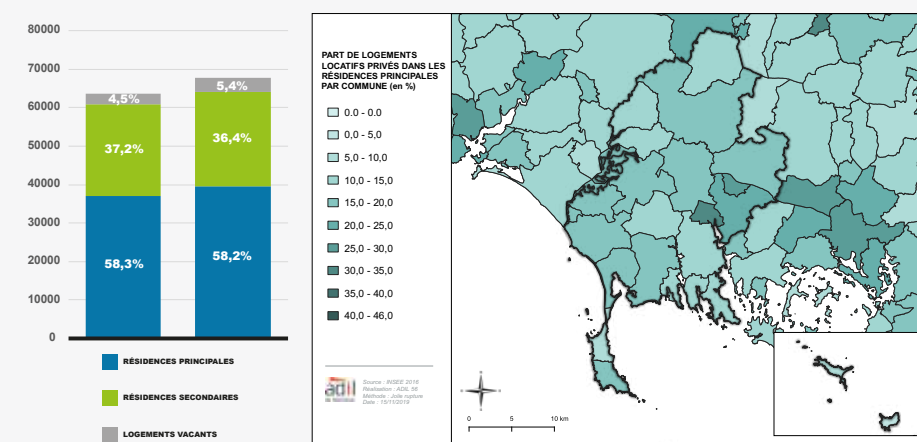 80000
70000
60000
50000
40000
30000
20000
10000
0
4,5%
37,2%
58,3%
5,4%
36,4%
58,2%
RÉSIDENCES PRINCIPALES
RÉSIDENCES SECONDAIRES
LOGEMENTS VACANTS
PART DE LOGEMENTS
LOCATIFS PRIVÉS DANS LES
RÉSIDENCES PRINCIPALES
PAR COMMUNE (en %)
0.0 - 0.0
0,0 - 5,0
5,0 - 10,0
10,0 - 15,0
15,0 - 20,0
20,0 - 25,0
25,0 - 30,0
30,0 - 35,0
35,0 - 40,0
40,0 - 46,0
adil
Source : INSEE 2016
Réalisation : ADIL 56
Méthode : Jolie rupture
Date : 15/11/2019
0 5 10 km